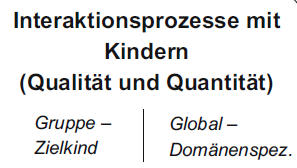 Interaktionsprozesse mit
Kindern
(Qualität und Quantität)
Gruppe –
Zielkind
Global –
Domänenspez.